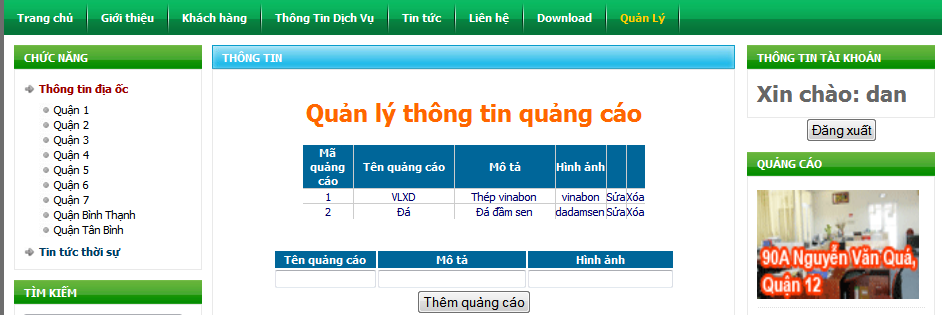 Trang chủ Giới thiệu Khách hàng Thông Tin Dịch Vụ Tin tức Liên hệ Download Quản Lý
CHỨC NĂNG
Thông tin địa ốc
Quận 1
Quận 2
Quận 3
Quận 4
Quận 5
Quận 6
Quận 7
Quận Bình Thạnh
Quận Tân Bình
Tin tức thời sự
TÌM KIẾM
THÔNG TIN
Quản lý thông tin quảng cáo
Mã quảng cáo Tên quảng cáo Mô tả Hình ảnh
1 VLXD Thép vinabon vinabon Sửa Xóa
2 Đá Đá đầm sen dadamsen Sửa Xóa
Tên quảng cáo Mô tả Hình ảnh
Thêm quảng cáo
THÔNG TIN TÀI KHOẢN
Xin chào: dan
Đăng xuất
QUẢNG CÁO
90A Nguyễn Văn Quá,
Quận 12